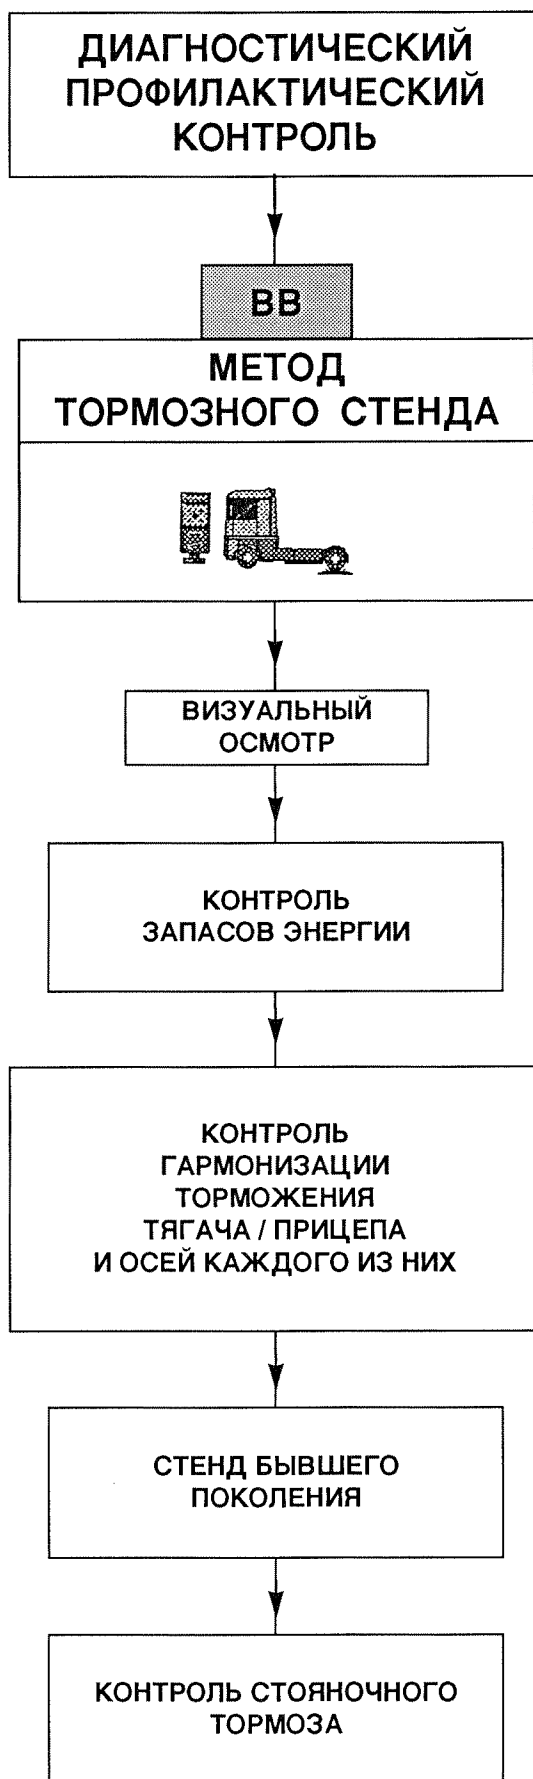 ДИАГНОСТИЧЕСКИЙ
ПРОФИЛАКТИЧЕСКИЙ
КОНТРОЛЬ
ВВ
МЕТОД
ТОРМОЗНОГО СТЕНДА
ВИЗУАЛЬНЫЙ
ОСМОТР
КОНТРОЛЬ
ЗАПАСОВ ЭНЕРГИИ
КОНТРОЛЬ
ГАРМОНИЗАЦИИ
ТОРМОЖЕНИЯ
ТЯГАЧА / ПРИЦЕПА
И ОСЕЙ КАЖДОГО ИЗ НИХ
СТЕНД БЫВШЕГО
ПОКОЛЕНИЯ
КОНТРОЛЬ СТОЯНОЧНОГО
ТОРМОЗА